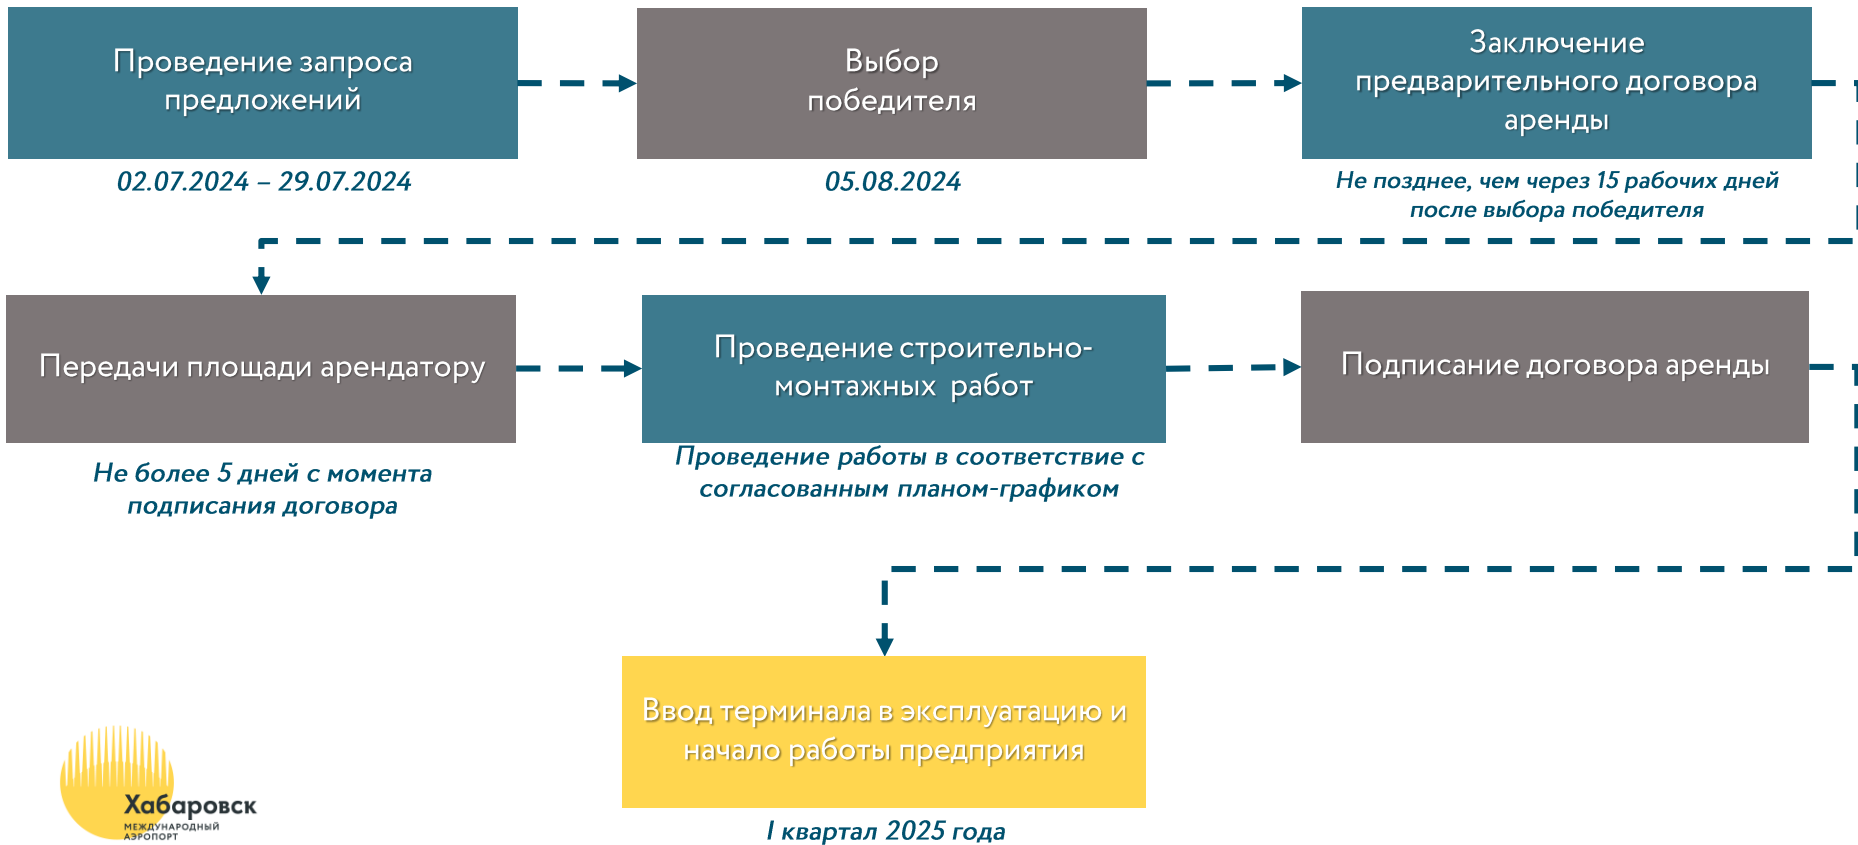 Проведение запроса
предложений
02.07.2024 – 29.07.2024
Выбор
победителя
05.08.2024
Заключение
предварительного договора
аренды
Не позднее, чем через 15 рабочих дней
после выбора победителя
Передачи площади арендатору
Не более 5 дней с момента
подписания договора
Проведение строительно-
монтажных работ
Проведение работы в соответствие с
согласованным планом-графиком
Подписание договора аренды
Ввод терминала в эксплуатацию и
начало работы предприятия
I квартал 2025 года
Хабаровск
МЕЖДУНАРОДНЫЙ
АЭРОПОРТ